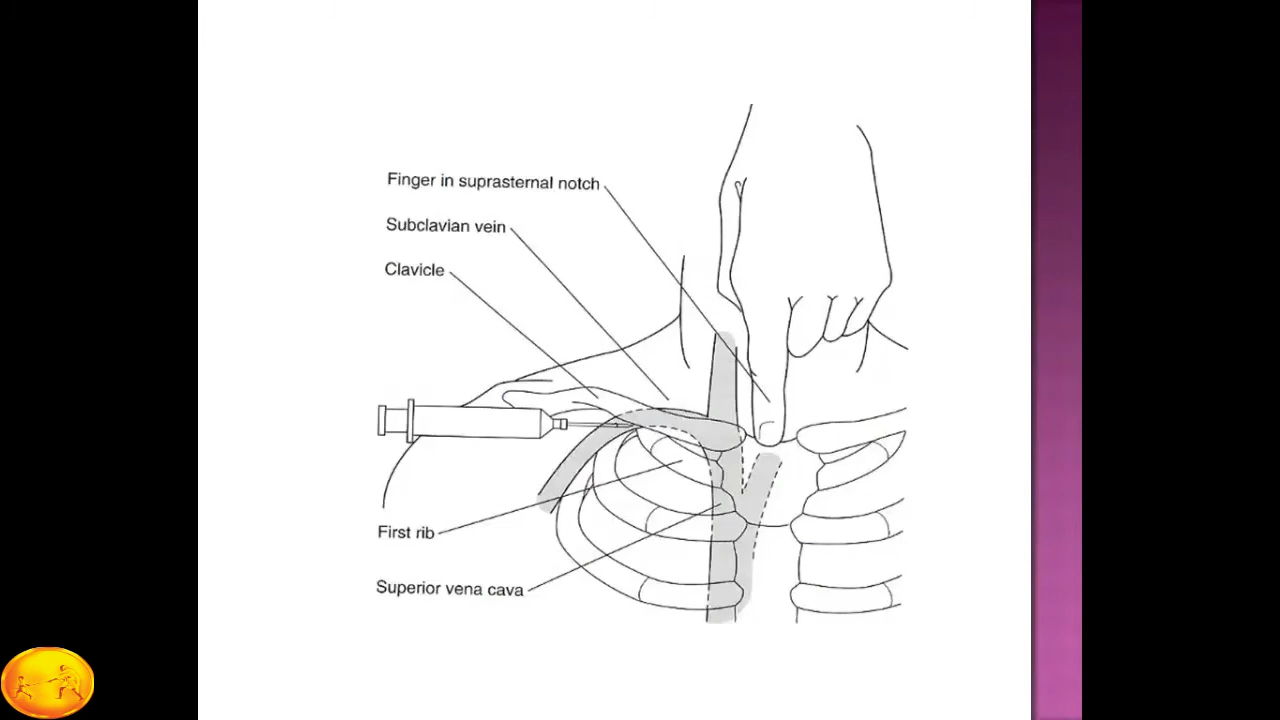 Finger in suprasternal notch
Subclavian vein
Clavicle
First rib
Superior vena cava